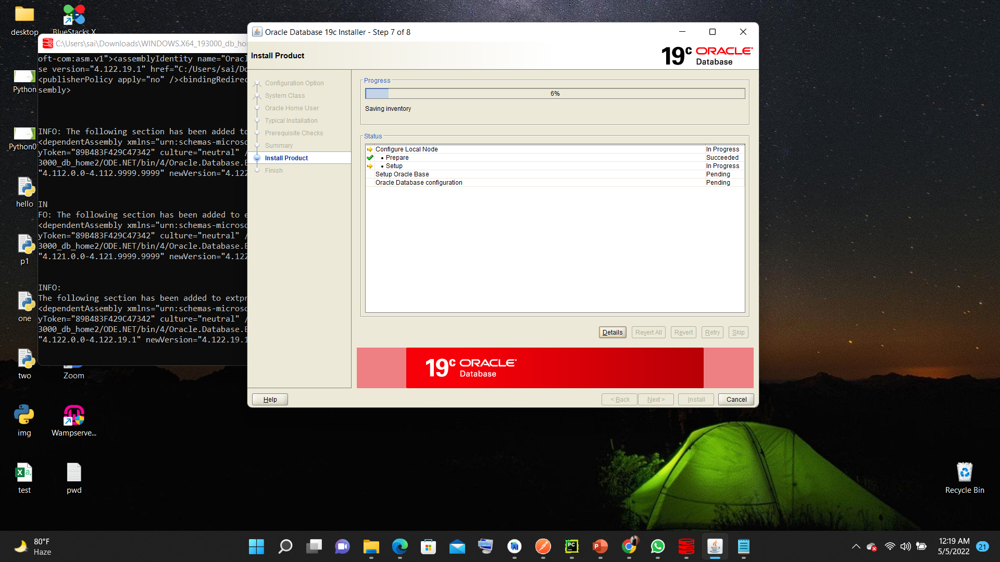 desktop
BlueStacks X
Python
Python0
hello
p1
one
two
Zoom
img
Wampserve...
test
pwd
Recycle Bin
C:\Users\sai\Downloads\WINDOWS.X64_193000_db_ho
oft-com:asm.v1"><assemblyIdentity name="Orac
se version="4.122.19.1" href="C:/Users/sai/Do
<publisherPolicy apply="no" /><bindingRedirec
sembly>
INFO: The following section has been added to
<dependentAssembly xmlns="urn:schemas-microso
yToken="89B483F429C47342" culture="neutral" /
3000_db_home2/ODE.NET/bin/4/Oracle.Database.E
"4.112.0.0-4.112.9999.9999" newVersion="4.122
IN
FO: The following section has been added to e
<dependentAssembly xmlns="urn:schemas-microso
yToken="89B483F429C47342" culture="neutral" /
3000_db_home2/ODE.NET/bin/4/Oracle.Database.E
"4.121.0.0-4.121.9999.9999" newVersion="4.122
INFO:
The following section has been added to extpr
<dependentAssembly xmlns="urn:schemas-microso
yToken="89B483F429C47342" culture="neutral" /
3000_db_home2/ODE.NET/bin/4/Oracle.Database.E
"4.122.0.0-4.122.19.1" newVersion="4.122.19.1
Oracle Database 19c Installer - Step 7 of 8
Install Product
19c ORACLE
Database
Configuration Option
System Class
Oracle Home User
Typical Installation
Prerequisite Checks
Summary
Install Product
Finish
Progress
6%
Saving inventory
Status
Configure Local Node In Progress
• Prepare Succeeded
• Setup In Progress
Setup Oracle Base Pending
Oracle Database configuration Pending
Details Revert All Revert Retry Skip
19c ORACLE
Database
Help < Back Next > Install Cancel
80°F
Haze
PC
12:19 AM
5/5/2022
21